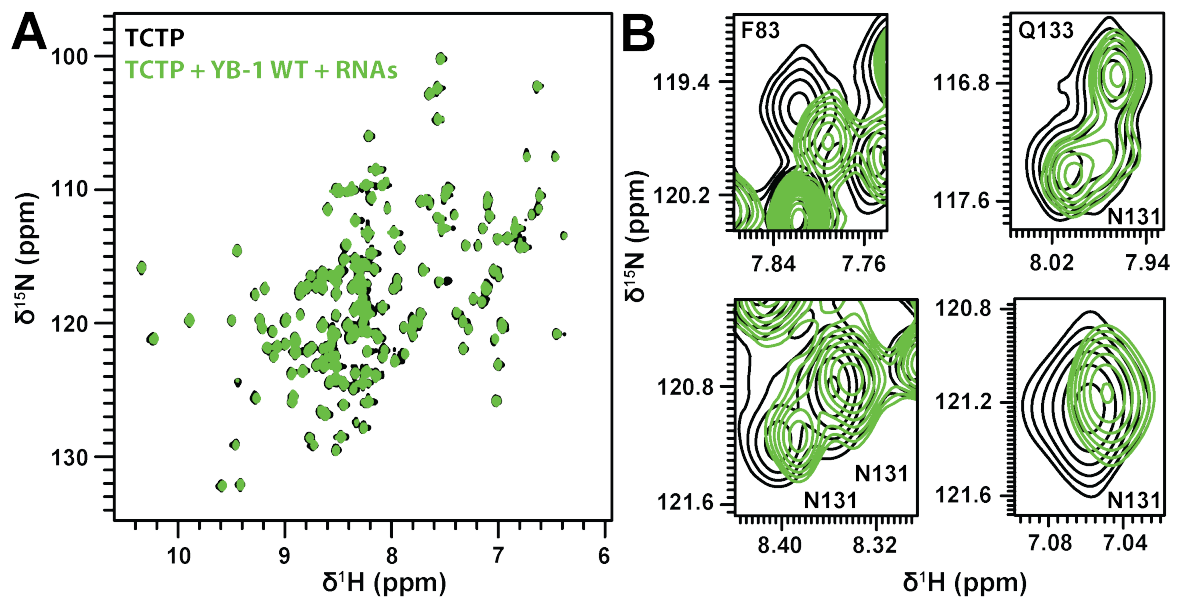 A
TCTP
TCTP + YB-1 WT + RNAs
100
110
120
130
δ¹⁵N (ppm)
10
9
8
7
6
δ¹H (ppm)
B
F83
119.4
120.2
7.84
7.76
Q133
N131
116.8
117.6
8.02
7.94
δ¹⁵N (ppm)
120.8
121.6
N131
N131
8.40
8.32
120.8
121.2
121.6
N131
7.08
7.04
δ¹H (ppm)